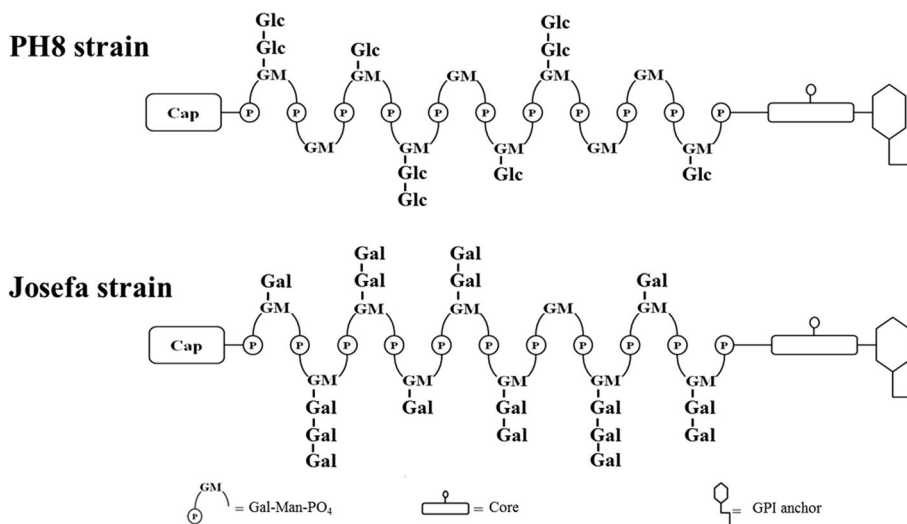 Glc Glc
PH8 strain Glc Glc Glc
GM GM GM GM GM
Cap P P P P P P P P P P P
GM GM GM GM GM
Glc Glc Glc
Glc
Gal Gal
Josefa strain Gal Gal Gal Gal
GM GM GM GM GM
Cap P P P P P P P P P P P
GM GM GM GM GM
Gal Gal Gal Gal Gal
Gal Gal Gal Gal
Gal Gal
GM
P = Gal-Man-PO₄
= Core
= GPI anchor